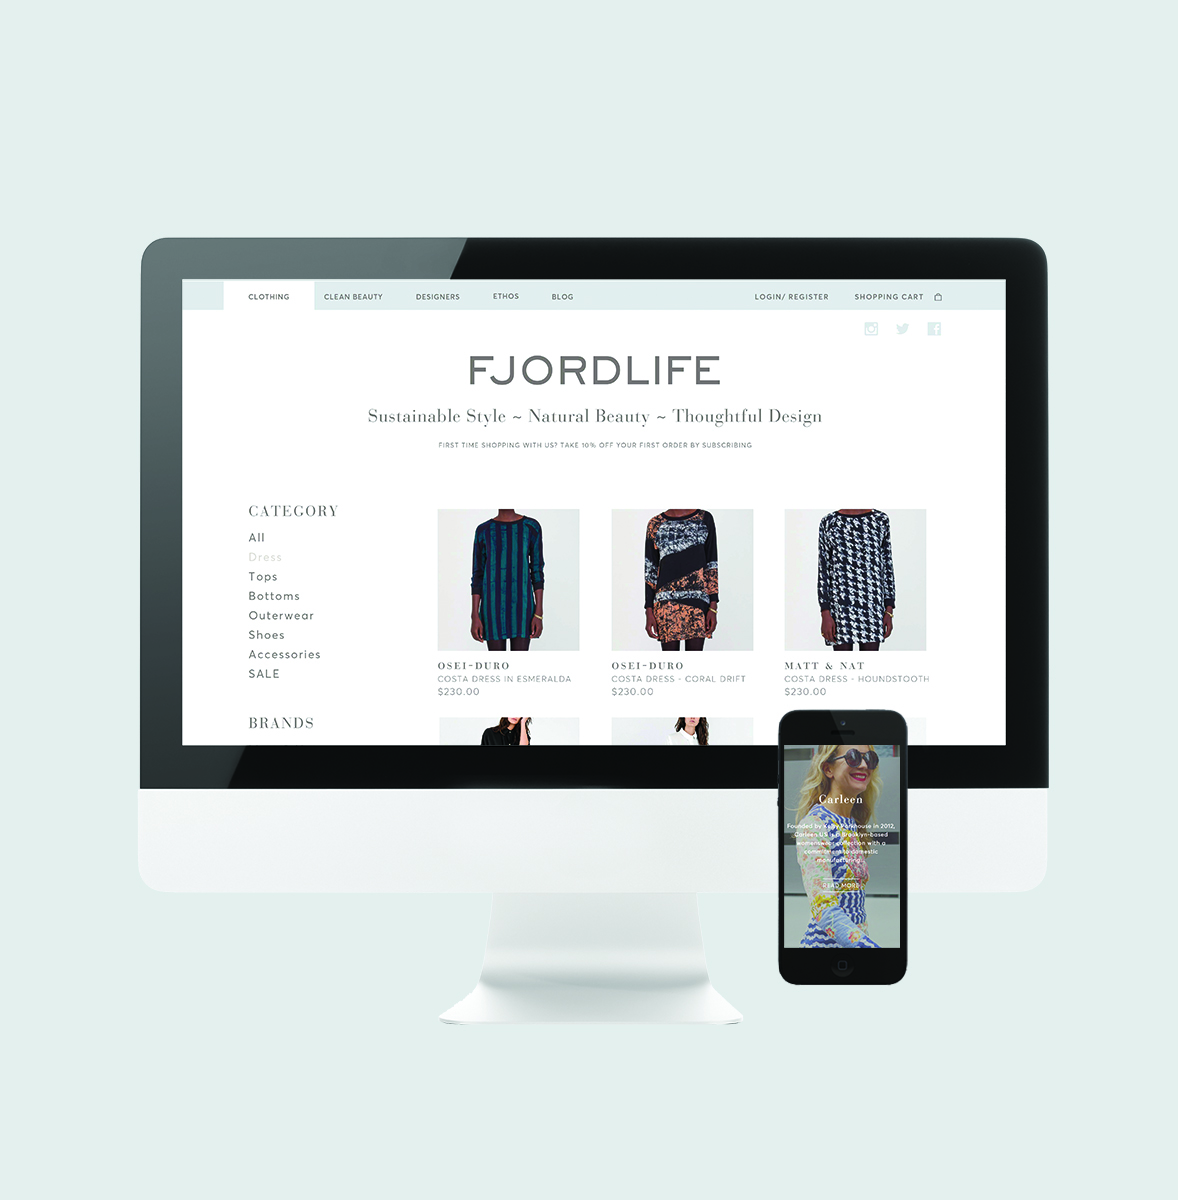 CLOTHING
CLEAN BEAUTY
DESIGNERS
ETHOS
BLOG
LOGIN/ REGISTER
SHOPPING CART
FJORDLIFE
Sustainable Style ~ Natural Beauty ~ Thoughtful Design
FIRST TIME SHOPPING WITH US? TAKE 10% OFF YOUR FIRST ORDER BY SUBSCRIBING
CATEGORY
All
Dress
Tops
Bottoms
Outerwear
Shoes
Accessories
SALE
BRANDS
OSEI-DURO
COSTA DRESS IN ESMERALDA
$230.00
OSEI-DURO
COSTA DRESS - CORAL DRIFT
$230.00
MATT & NAT
COSTA DRESS - HOUNDSTOOTH
$230.00
Carleen
Founded by Kelsy Parkhouse in 2012,
Carleen US is a Brooklyn-based
womenswear collection with a
commitment to domestic
manufacturing.
READ MORE